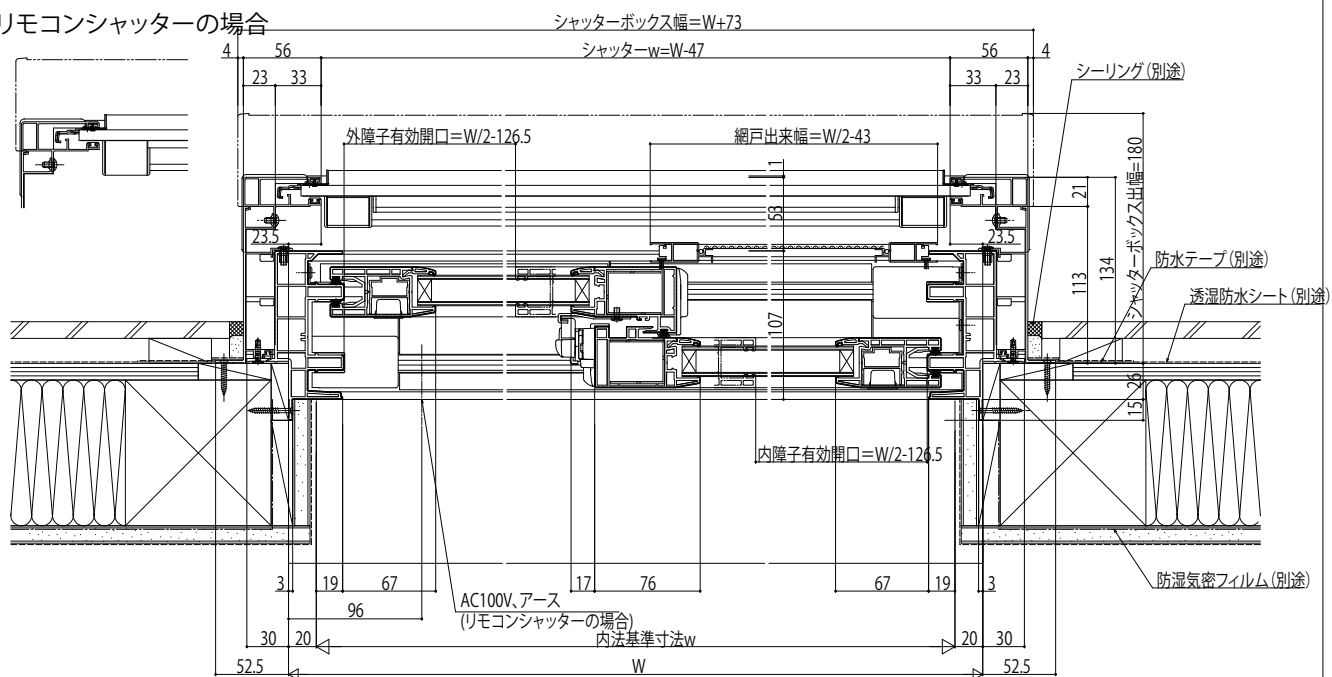 リモコンシャッターの場合
シャッターボックス幅＝W+73
4
56
シャッターw＝W-47
56
4
23
33
33
23
シーリング（別途）
外障子有効開口＝W/2-126.5
網戸出来幅＝W/2-43
1
シャッターボックス出幅＝180
21
53
134
23.5
23.5
防水テープ（別途）
113
透湿防水シート（別途）
107
26
15
内障子有効開口＝W/2-126.5
3
19
67
17
76
67
19
3
防湿気密フィルム（別途）
96
AC100V、アース
(リモコンシャッターの場合)
30
20
内法基準寸法w
20
30
52.5
W
52.5